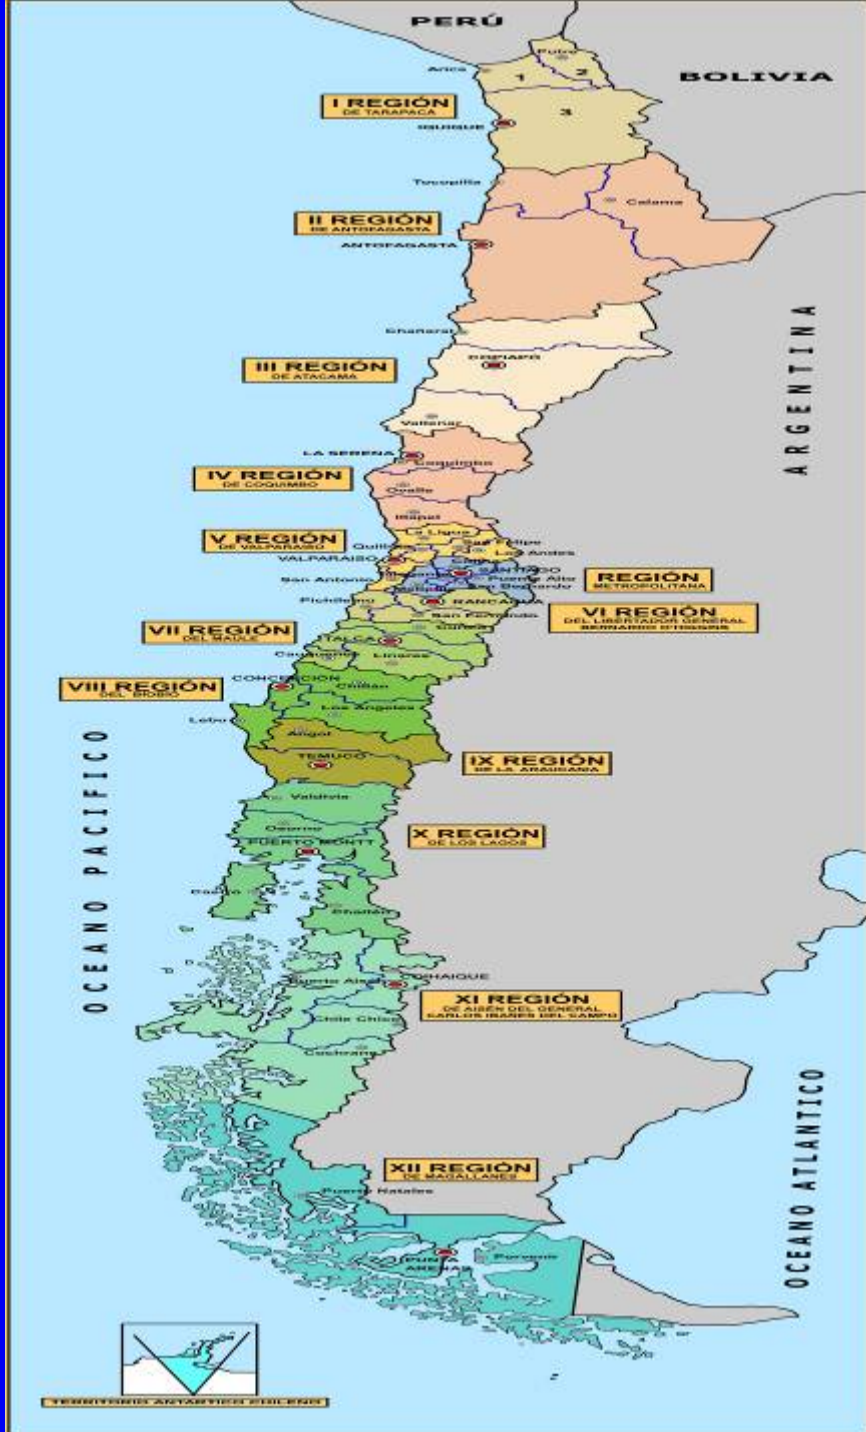 PERÚ
Putre
Arica
1
2
BOLIVIA
I REGIÓN
DE TARAPACÁ
3
IQUIQUE
Tocopilla
Calama
II REGIÓN
DE ANTOFAGASTA
ANTOFAGASTA
Chañaral
ARGENTINA
COPIAPÓ
III REGIÓN
DE ATACAMA
Vallenar
LA SERENA
Coquimbo
IV REGIÓN
DE COQUIMBO
Ovalle
Illapel
La Ligua
V REGIÓN
DE VALPARAISO
San Felipe
Los Andes
VALPARAISO
SANTIAGO
San Antonio
Puente Alto
San Bernardo
REGIÓN
METROPOLITANA
Pichilemu
RANCAGUA
San Fernando
VI REGIÓN
DEL LIBERTADOR GENERAL
BERNARDO O'HIGGINS
VII REGIÓN
DEL MAULE
TALCA
Cauquenes
Linares
VIII REGIÓN
DEL BIOBIO
CONCEPCIÓN
Chillán
Los Angeles
Lebu
Angol
TEMUCO
IX REGIÓN
DE LA ARAUCANIA
Valdivia
Osorno
X REGIÓN
DE LOS LAGOS
PUERTO MONTT
OCEANO PACIFICO
Castro
Chaitén
Puerto Aisén
COIHAIQUE
XI REGIÓN
DE AISÉN DEL GENERAL
CARLOS IBAÑES DEL CAMPO
Chile Chico
Cochrane
OCEANO ATLANTICO
XII REGIÓN
DE MAGALLANES
Puerto Natales
PUNTA
ARENAS
Porvenir
TERRITORIO ANTARTICO CHILENO